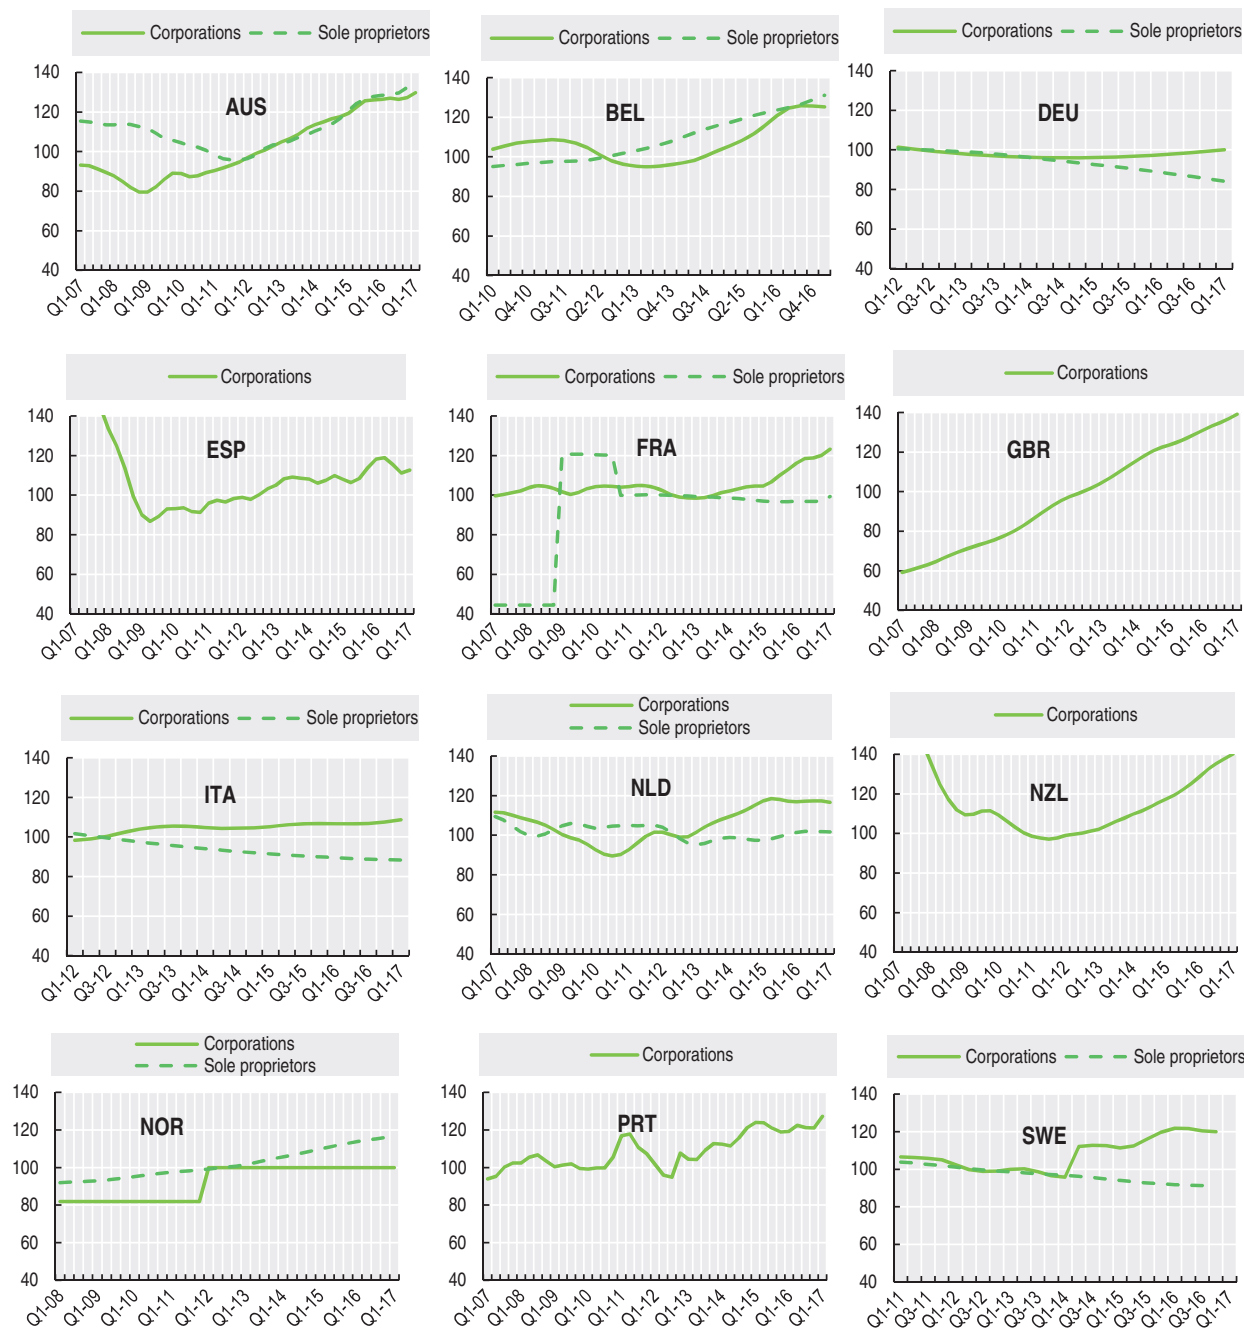 Corporations Sole proprietors
140
120
100
80
60
40
AUS
Q1-07 Q1-08 Q1-09 Q1-10 Q1-11 Q1-12 Q1-13 Q1-14 Q1-15 Q1-16 Q1-17
Corporations Sole proprietors
140
120
100
80
60
40
BEL
Q1-10 Q4-10 Q3-11 Q2-12 Q1-13 Q4-13 Q3-14 Q2-15 Q1-16 Q4-16
Corporations Sole proprietors
140
120
100
80
60
40
DEU
Q1-12 Q3-12 Q1-13 Q3-13 Q1-14 Q3-14 Q1-15 Q3-15 Q1-16 Q3-16 Q1-17
Corporations
140
120
100
80
60
40
ESP
Q1-07 Q1-08 Q1-09 Q1-10 Q1-11 Q1-12 Q1-13 Q1-14 Q1-15 Q1-16 Q1-17
Corporations Sole proprietors
140
120
100
80
60
40
FRA
Q1-07 Q1-08 Q1-09 Q1-10 Q1-11 Q1-12 Q1-13 Q1-14 Q1-15 Q1-16 Q1-17
Corporations
140
120
100
80
60
40
GBR
Q1-07 Q1-08 Q1-09 Q1-10 Q1-11 Q1-12 Q1-13 Q1-14 Q1-15 Q1-16 Q1-17
Corporations Sole proprietors
140
120
100
80
60
40
ITA
Q1-12 Q3-12 Q1-13 Q3-13 Q1-14 Q3-14 Q1-15 Q3-15 Q1-16 Q3-16 Q1-17
Corporations
Sole proprietors
140
120
100
80
60
40
NLD
Q1-07 Q1-08 Q1-09 Q1-10 Q1-11 Q1-12 Q1-13 Q1-14 Q1-15 Q1-16 Q1-17
Corporations
140
120
100
80
60
40
NZL
Q1-07 Q1-08 Q1-09 Q1-10 Q1-11 Q1-12 Q1-13 Q1-14 Q1-15 Q1-16 Q1-17
Corporations
Sole proprietors
140
120
100
80
60
40
NOR
Q1-08 Q1-09 Q1-10 Q1-11 Q1-12 Q1-13 Q1-14 Q1-15 Q1-16 Q1-17
Corporations
140
120
100
80
60
40
PRT
Q1-07 Q1-08 Q1-09 Q1-10 Q1-11 Q1-12 Q1-13 Q1-14 Q1-15 Q1-16 Q1-17
Corporations Sole proprietors
140
120
100
80
60
40
SWE
Q1-11 Q3-11 Q1-12 Q3-12 Q1-13 Q3-13 Q1-14 Q3-14 Q1-15 Q3-15 Q1-16 Q3-16 Q1-17